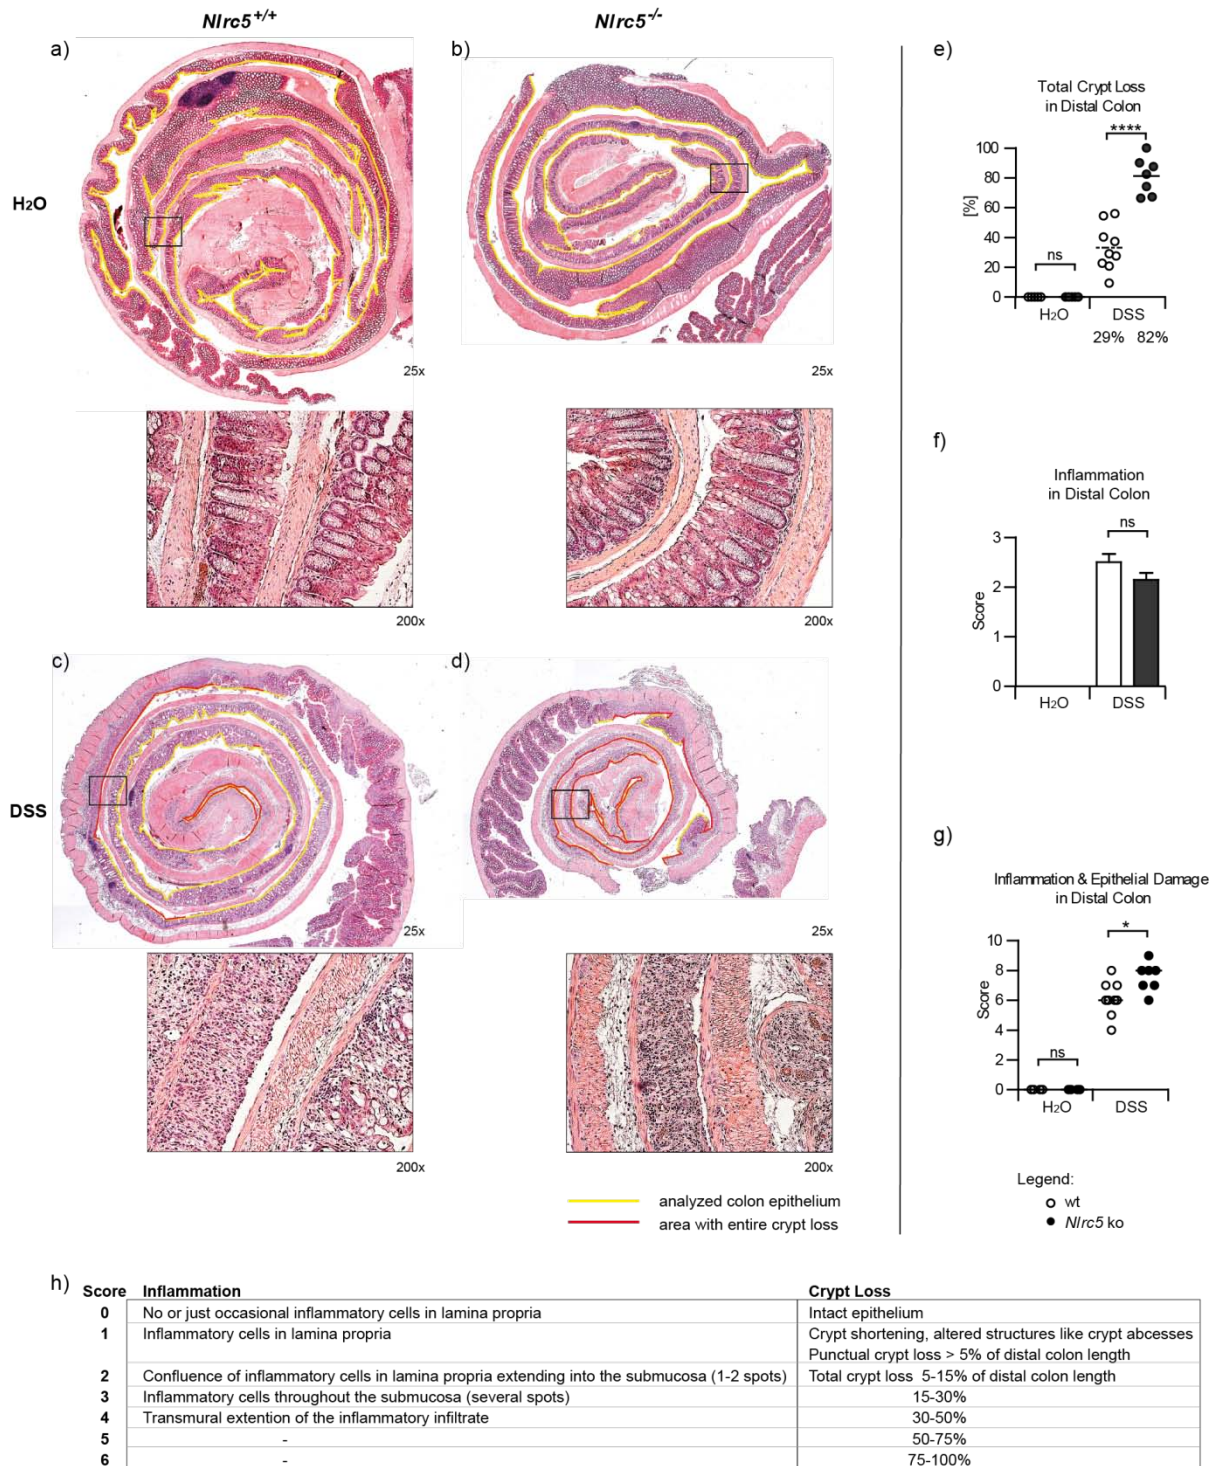 Nlrc5+/+
Nlrc5-/-
a)
b)
H2O
25x
25x
200x
200x
c)
d)
DSS
25x
25x
200x
200x
analyzed colon epithelium
area with entire crypt loss
e)
Total Crypt Loss
in Distal Colon
****
100
80
60
40
20
0
[%]
ns
H2O
DSS
29%
82%
f)
Inflammation
in Distal Colon
ns
3
2
1
0
Score
H2O
DSS
g)
Inflammation & Epithelial Damage
in Distal Colon
*
10
8
6
4
2
0
Score
ns
H2O
DSS
Legend:
wt
Nlrc5 ko
h)
Score Inflammation Crypt Loss
0 No or just occasional inflammatory cells in lamina propria Intact epithelium
1 Inflammatory cells in lamina propria Crypt shortening, altered structures like crypt abcesses
Punctual crypt loss > 5% of distal colon length
2 Confluence of inflammatory cells in lamina propria extending into the submucosa (1-2 spots) Total crypt loss 5-15% of distal colon length
3 Inflammatory cells throughout the submucosa (several spots) 15-30%
4 Transmural extention of the inflammatory infiltrate 30-50%
5 - 50-75%
6 - 75-100%